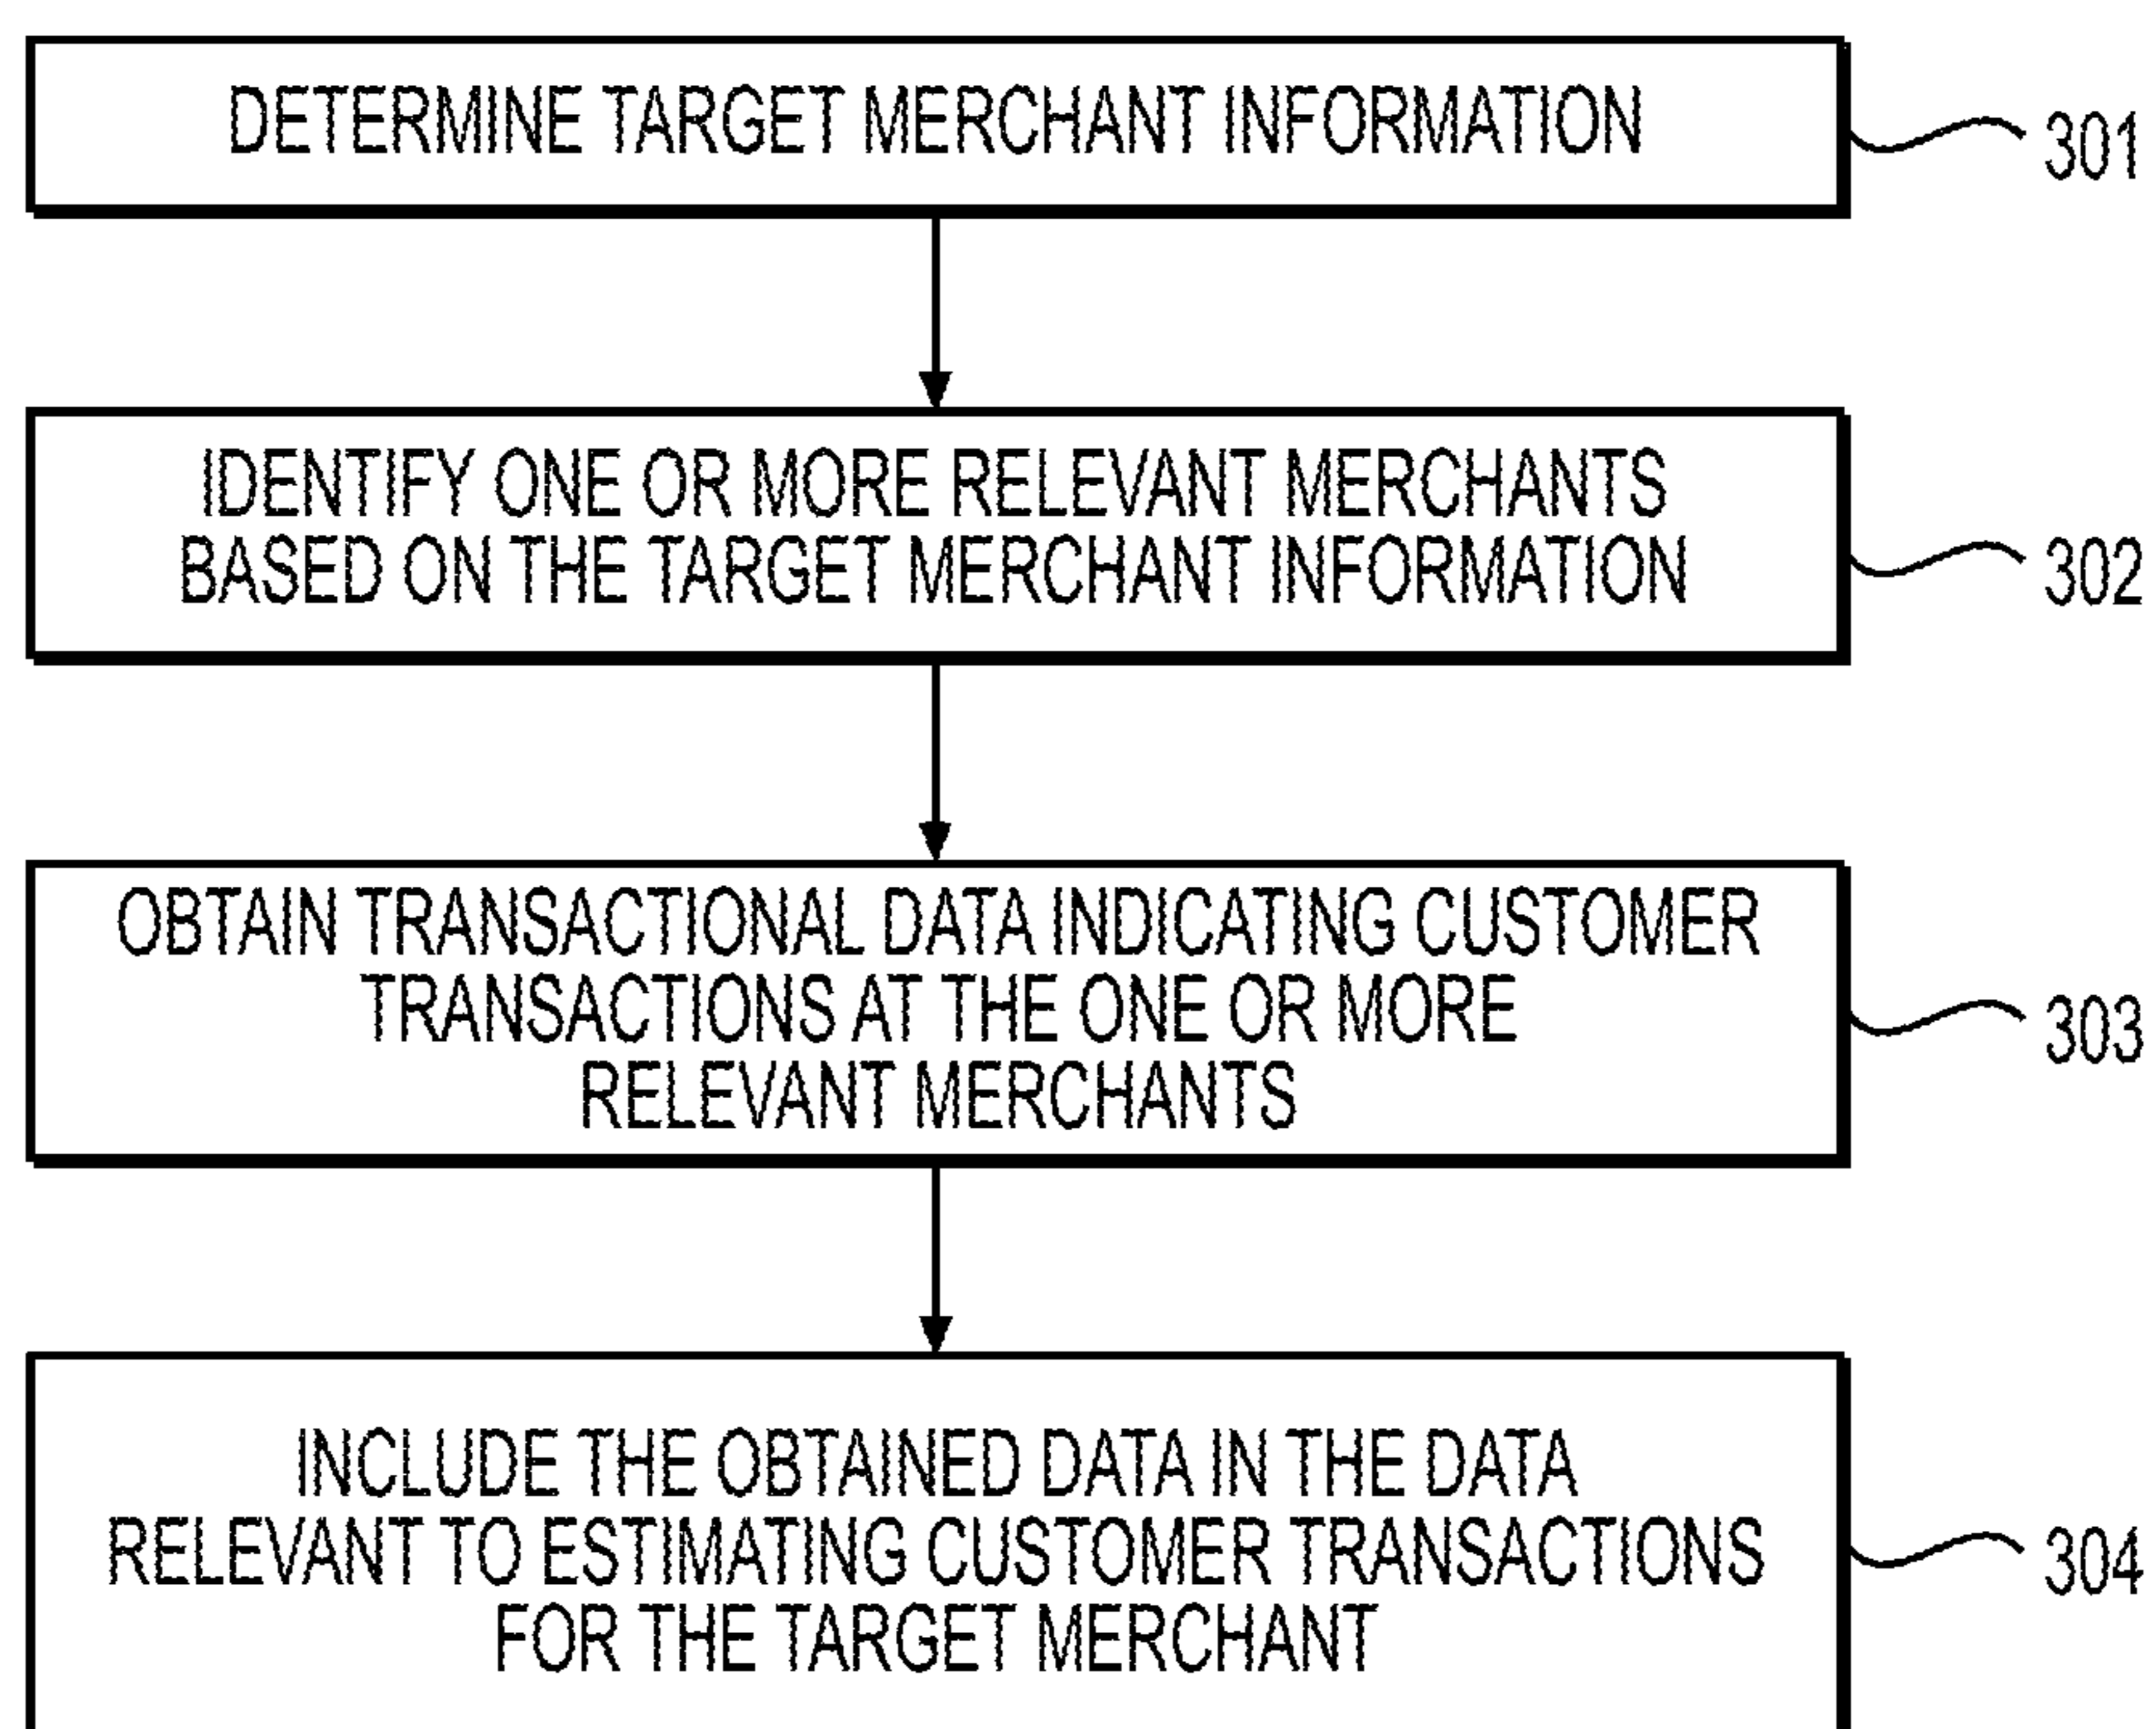 DETERMINE TARGET MERCHANT INFORMATION
301
IDENTIFY ONE OR MORE RELEVANT MERCHANTS
BASED ON THE TARGET MERCHANT INFORMATION
302
OBTAIN TRANSACTIONAL DATA INDICATING CUSTOMER
TRANSACTIONS AT THE ONE OR MORE
RELEVANT MERCHANTS
303
INCLUDE THE OBTAINED DATA IN THE DATA
RELEVANT TO ESTIMATING CUSTOMER TRANSACTIONS
FOR THE TARGET MERCHANT
304